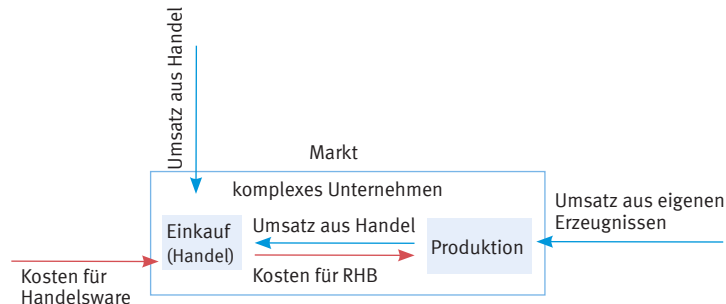 Umsatz aus Handel
Markt
komplexes Unternehmen
Einkauf
(Handel)
Umsatz aus Handel
Kosten für RHB
Produktion
Umsatz aus eigenen
Erzeugnissen
Kosten für
Handelsware